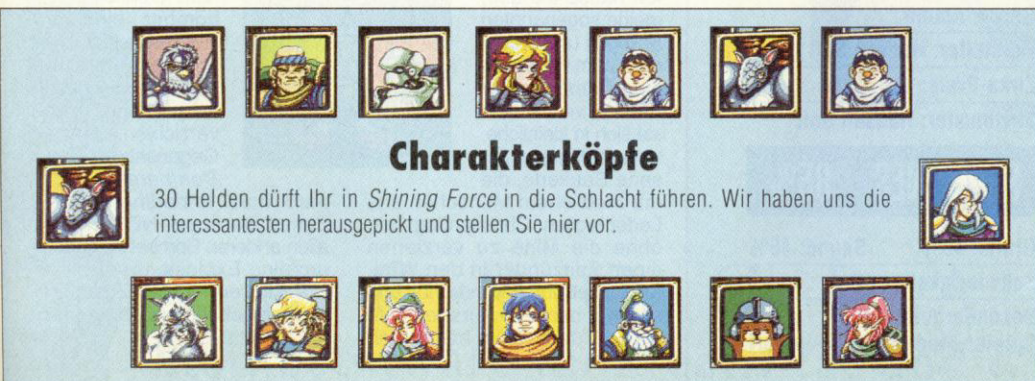 Charakterköpfe
30 Helden dürft Ihr in Shining Force in die Schlacht führen. Wir haben uns die
interessantesten herausgepickt und stellen Sie hier vor.